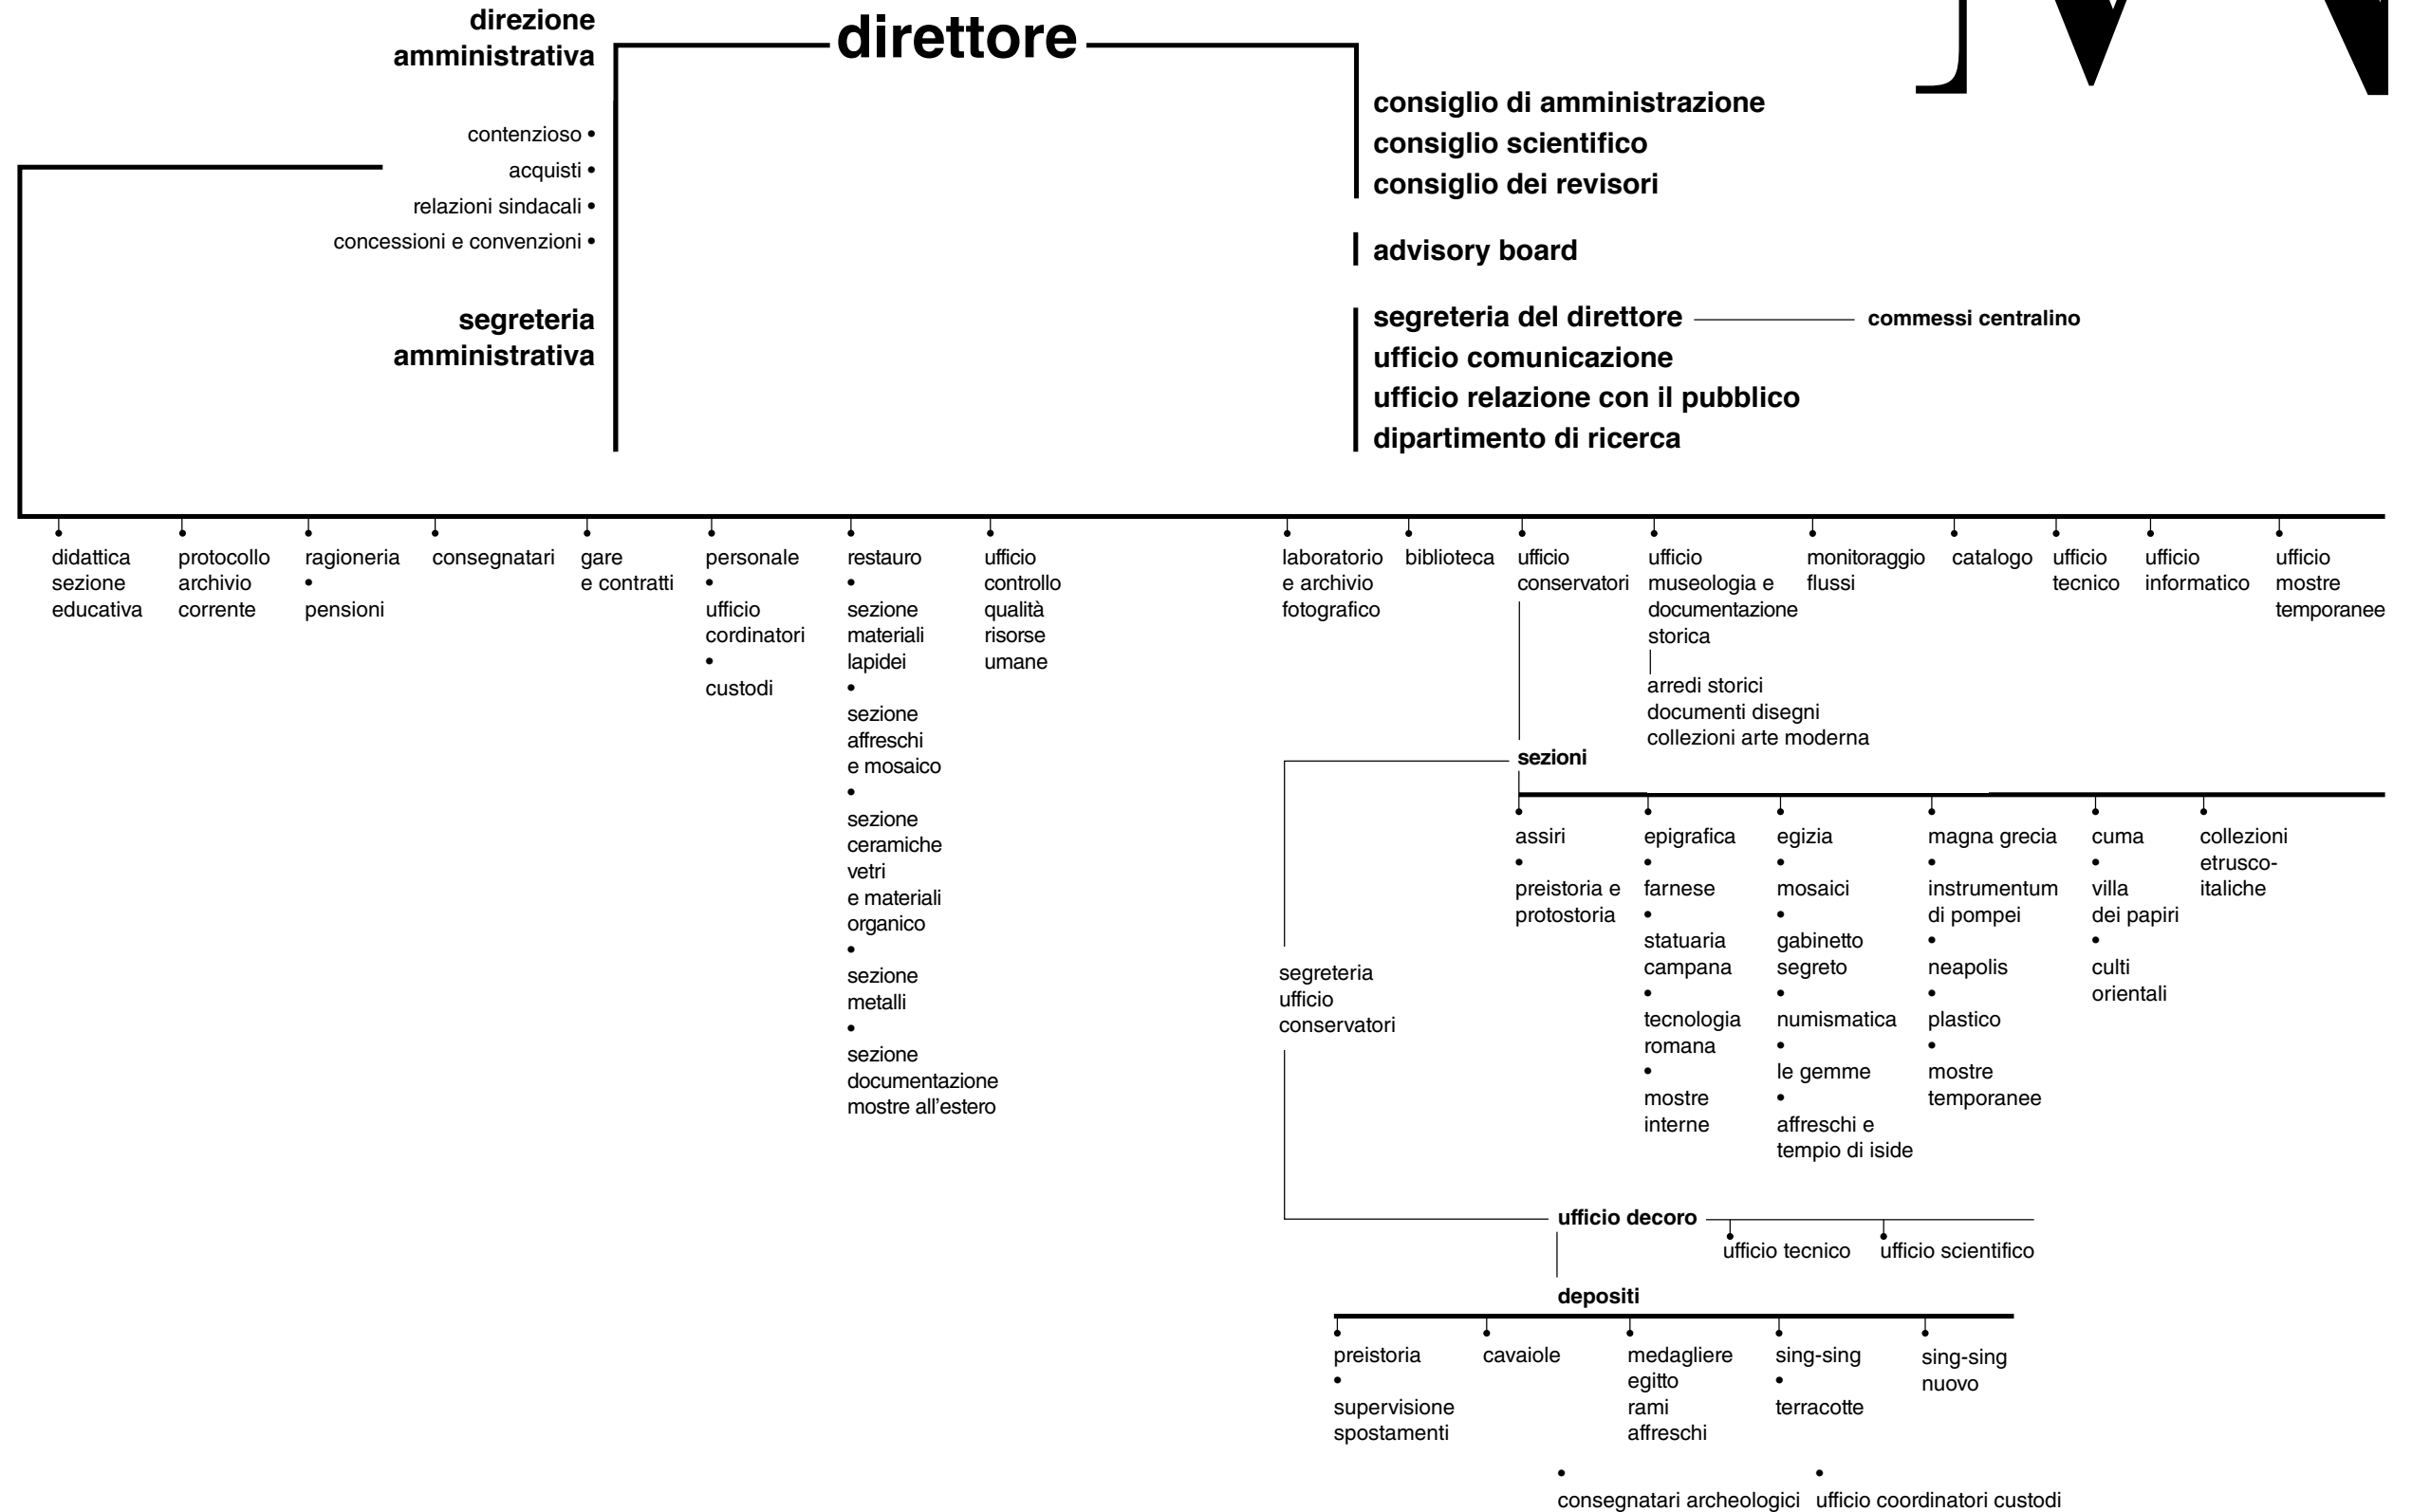 direzione
amministrativa
direttore
contenzioso •
acquisti •
relazioni sindacali •
concessioni e convenzioni •
segreteria
amministrativa
consiglio di amministrazione
consiglio scientifico
consiglio dei revisori
advisory board
segreteria del direttore
commessi centralino
ufficio comunicazione
ufficio relazione con il pubblico
dipartimento di ricerca
didattica
sezione
educativa
protocollo
archivio
corrente
ragioneria
•
pensioni
consegnatari
gare
e contratti
personale
•
ufficio
cordinatori
•
custodi
restauro
•
sezione
materiali
lapidei
•
sezione
affreschi
e mosaico
•
sezione
ceramiche
vetri
e materiali
organico
•
sezione
metalli
•
sezione
documentazione
mostre all'estero
ufficio
controllo
qualità
risorse
umane
laboratorio
e archivio
fotografico
biblioteca
ufficio
conservatori
ufficio
museologia e
documentazione
storica
arredi storici
documenti disegni
collezioni arte moderna
monitoraggio
flussi
catalogo
ufficio
tecnico
ufficio
informatico
ufficio
mostre
temporanee
sezioni
assiri
•
preistoria e
protostoria
epigrafica
•
farnese
•
statuaria
campana
•
tecnologia
romana
•
mostre
interne
egizia
•
mosaici
•
gabinetto
segreto
•
numismatica
•
le gemme
•
affreschi e
tempio di iside
magna grecia
•
instrumentum
di pompei
•
neapolis
•
plastico
•
mostre
temporanee
cuma
•
villa
dei papiri
•
culti
orientali
collezioni
etrusco-
italiche
segreteria
ufficio
conservatori
ufficio decoro
ufficio tecnico
ufficio scientifico
depositi
preistoria
•
supervisione
spostamenti
cavaiole
medagliere
egitto
rami
affreschi
sing-sing
•
terracotte
sing-sing
nuovo
•
consegnatari archeologici
•
ufficio coordinatori custodi